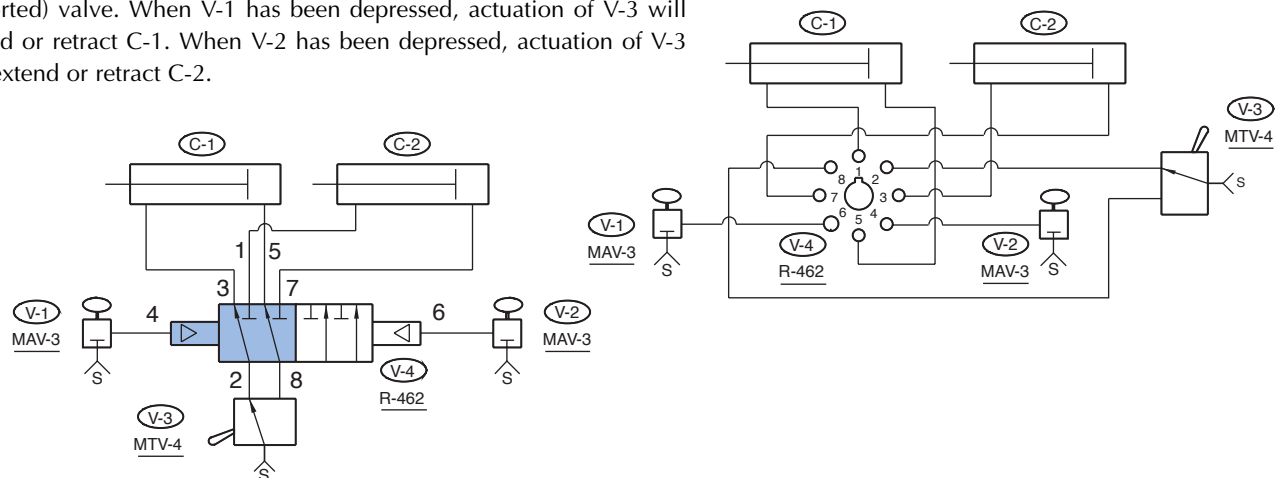 orted) valve. When V-1 has been depressed, actuation of V-3 will
d or retract C-1. When V-2 has been depressed, actuation of V-3
extend or retract C-2.
C-1
C-2
1
5
3
7
V-1
MAV-3
4
6
V-2
MAV-3
S
S
2
8
V-4
R-462
V-3
MTV-4
S
C-1
C-2
V-3
MTV-4
S
1
8
2
7
3
6
5
4
V-1
MAV-3
S
V-4
R-462
V-2
MAV-3
S